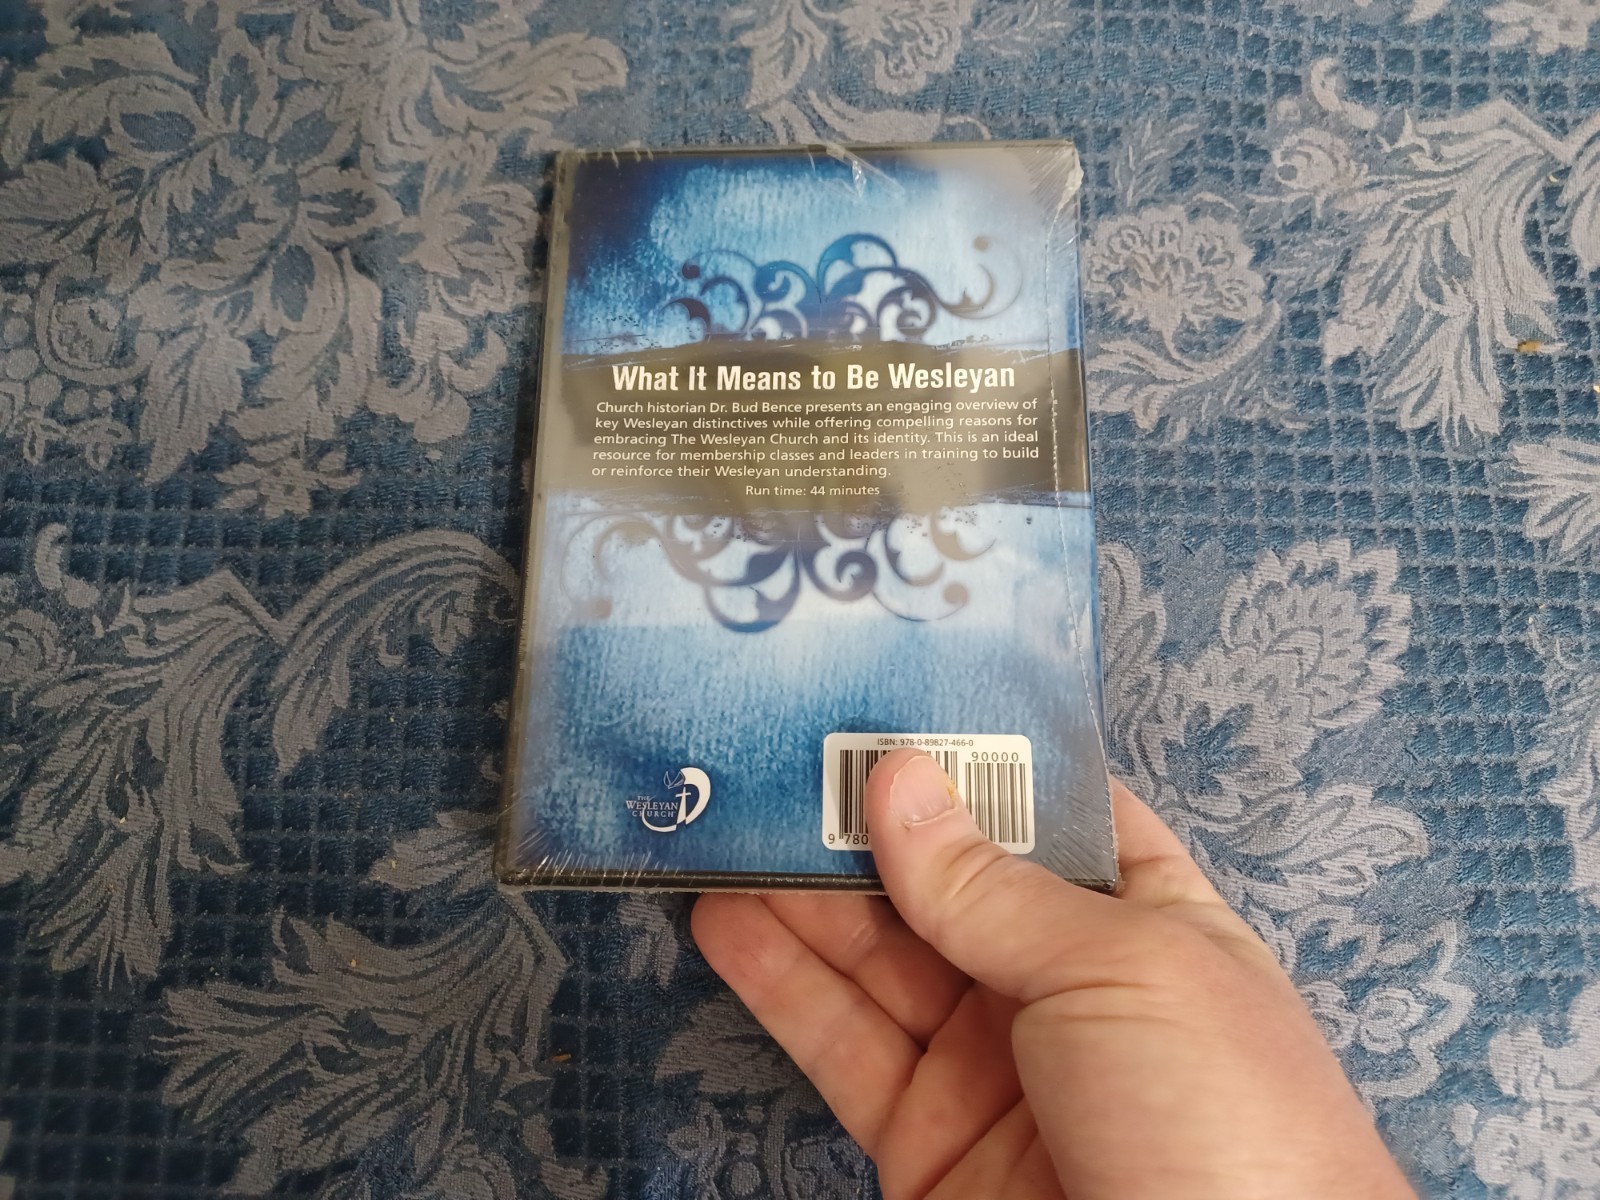 What It Means to Be Wesleyan
Church historian Dr. Bud Bence presents an engaging overview of
key Wesleyan distinctives while offering compelling reasons for
embracing The Wesleyan Church and its identity. This is an ideal
resource for membership classes and leaders in training to build
or reinforce their Wesleyan understanding.
Run time: 44 minutes
ISBN: 978-0-89827-466-0
90000
9 780
THE
WESLEYAN
CHURCH